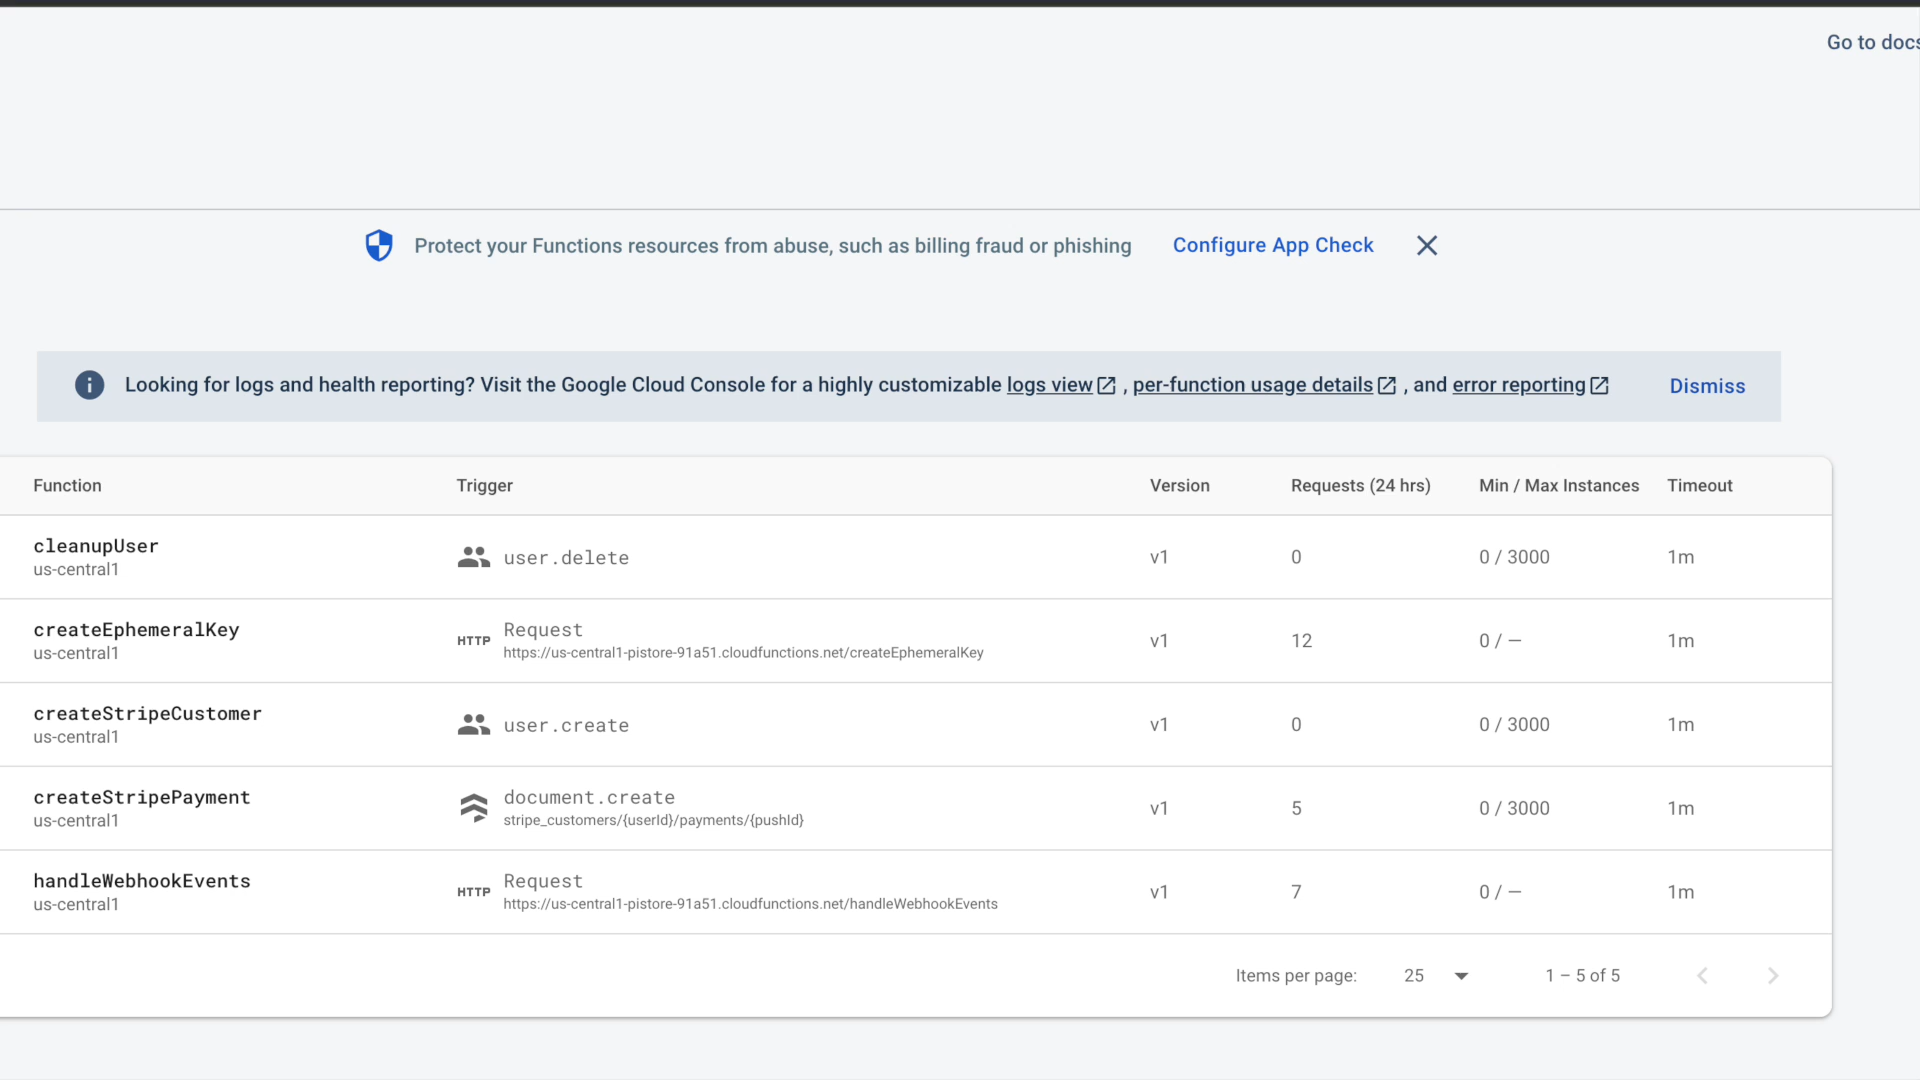 Go to docs
Protect your Functions resources from abuse, such as billing fraud or phishing Configure App Check
Looking for logs and health reporting? Visit the Google Cloud Console for a highly customizable logs view , per-function usage details , and error reporting Dismiss
Function Trigger Version Requests (24 hrs) Min / Max Instances Timeout
cleanupUser
us-central1
user.delete v1 0 0 / 3000 1m
createEphemeralKey
us-central1
HTTP Request
https://us-central1-pistore-91a51.cloudfunctions.net/createEphemeralKey
v1 12 0 / — 1m
createStripeCustomer
us-central1
user.create v1 0 0 / 3000 1m
createStripePayment
us-central1
document.create
stripe_customers/{userId}/payments/{pushId}
v1 5 0 / 3000 1m
handleWebhookEvents
us-central1
HTTP Request
https://us-central1-pistore-91a51.cloudfunctions.net/handleWebhookEvents
v1 7 0 / — 1m
Items per page: 25 1 – 5 of 5